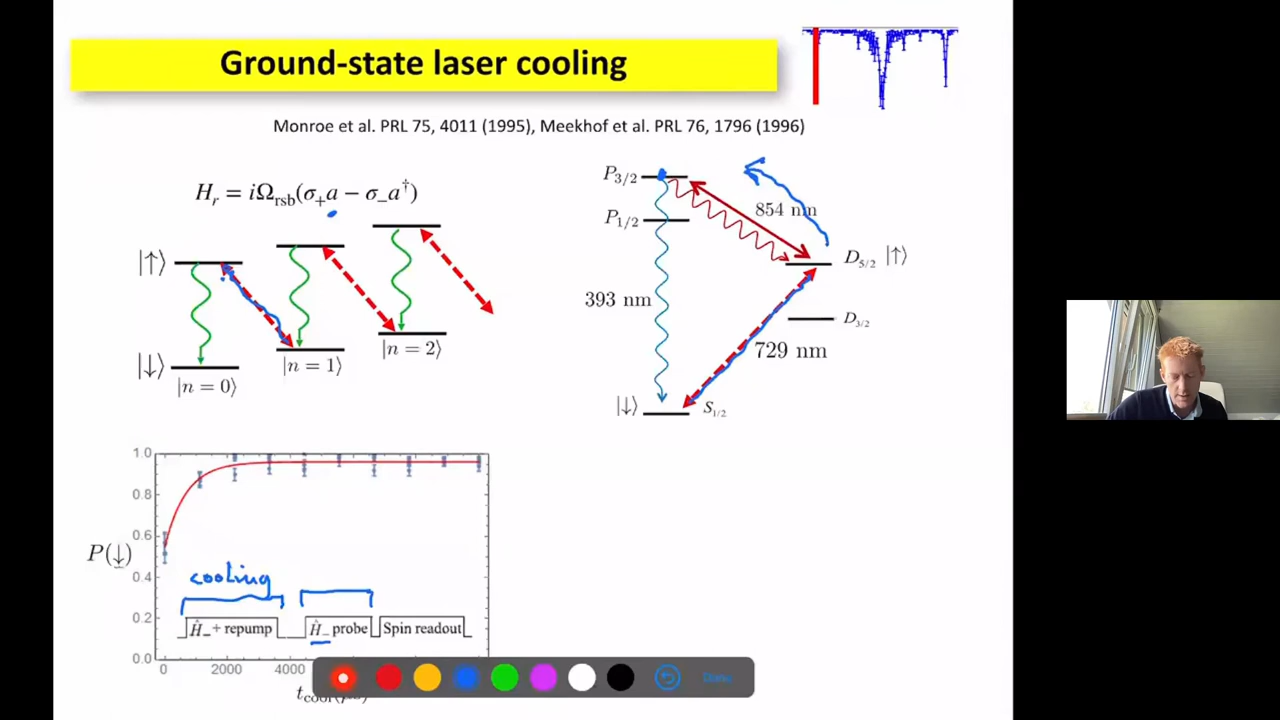 Ground-state laser cooling
Monroe et al. PRL 75, 4011 (1995), Meekhof et al. PRL 76, 1796 (1996)
H_r = iΩ_rsb(σ_+a − σ_−a†)
|↑⟩
|↓⟩
|n = 0⟩
|n = 1⟩
|n = 2⟩
P_3/2
P_1/2
854 nm
D_5/2 |↑⟩
393 nm
D_3/2
729 nm
|↓⟩
S_1/2
1.0
0.8
0.6
P(↓)
0.4
cooling
0.2
Ĥ_− + repump
Ĥ_− probe
Spin readout
0.0
0
2000
4000
t_cool
Done